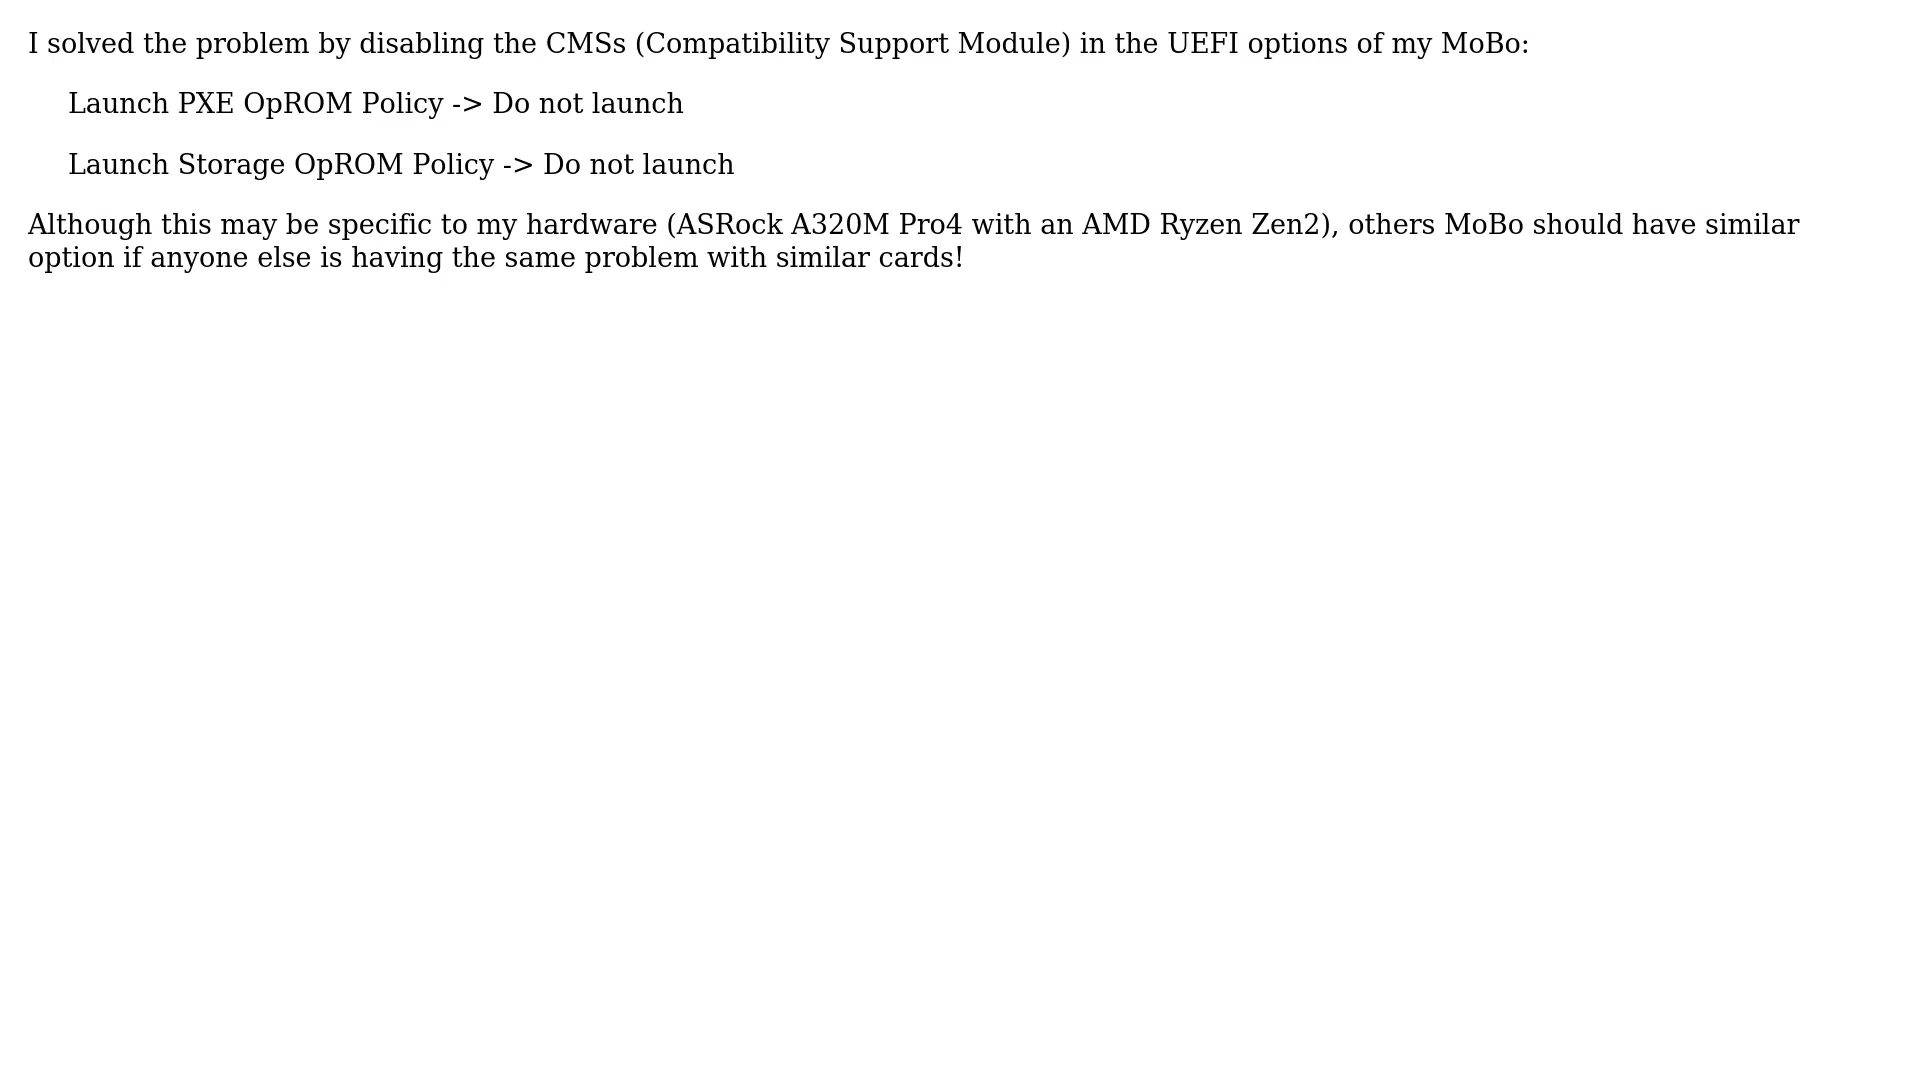 I solved the problem by disabling the CMSs (Compatibility Support Module) in the UEFI options of my MoBo:
Launch PXE OpROM Policy -> Do not launch
Launch Storage OpROM Policy -> Do not launch
Although this may be specific to my hardware (ASRock A320M Pro4 with an AMD Ryzen Zen2), others MoBo should have similar
option if anyone else is having the same problem with similar cards!